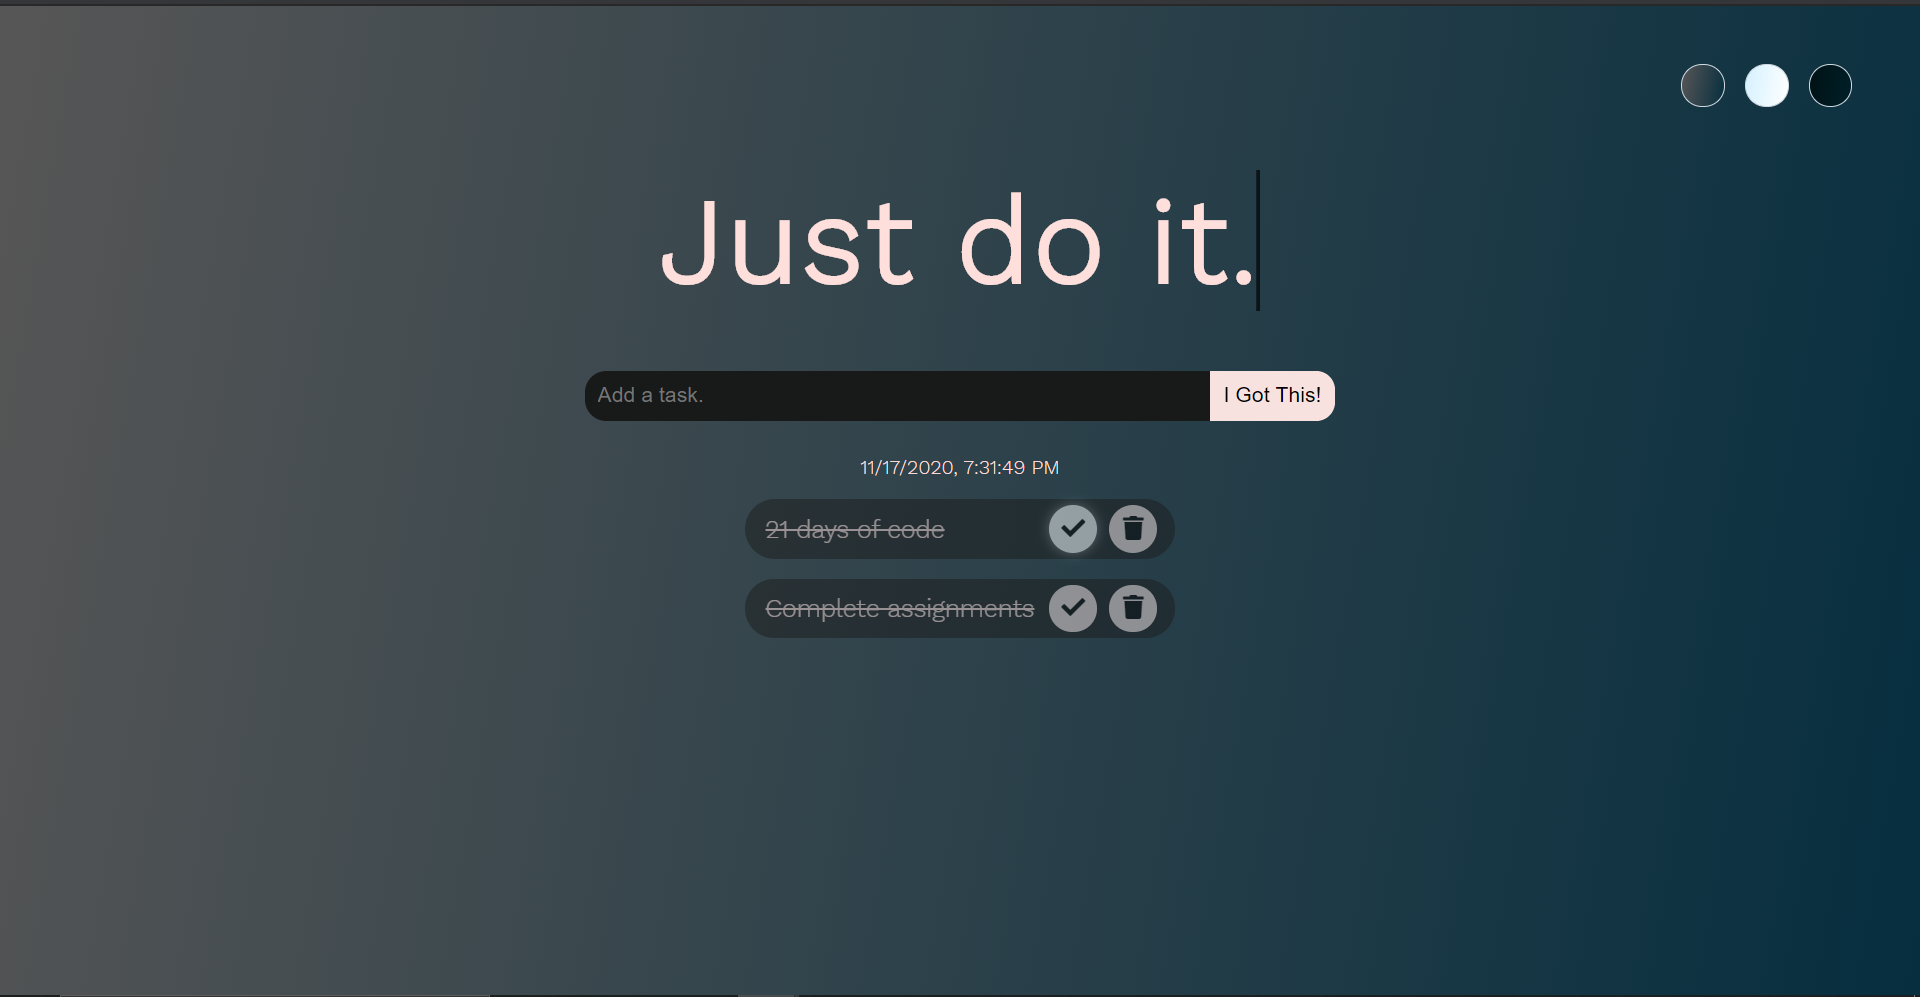 Just do it.
Add a task.
I Got This!
11/17/2020, 7:31:49 PM
21 days of code
Complete assignments